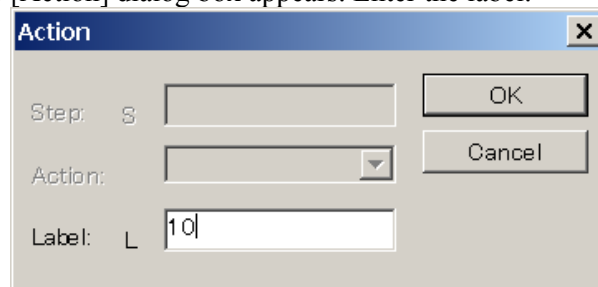 [Action] dialog box appears. Enter the label.
Action
OK
Step: S
Cancel
Action:
Label: L 10